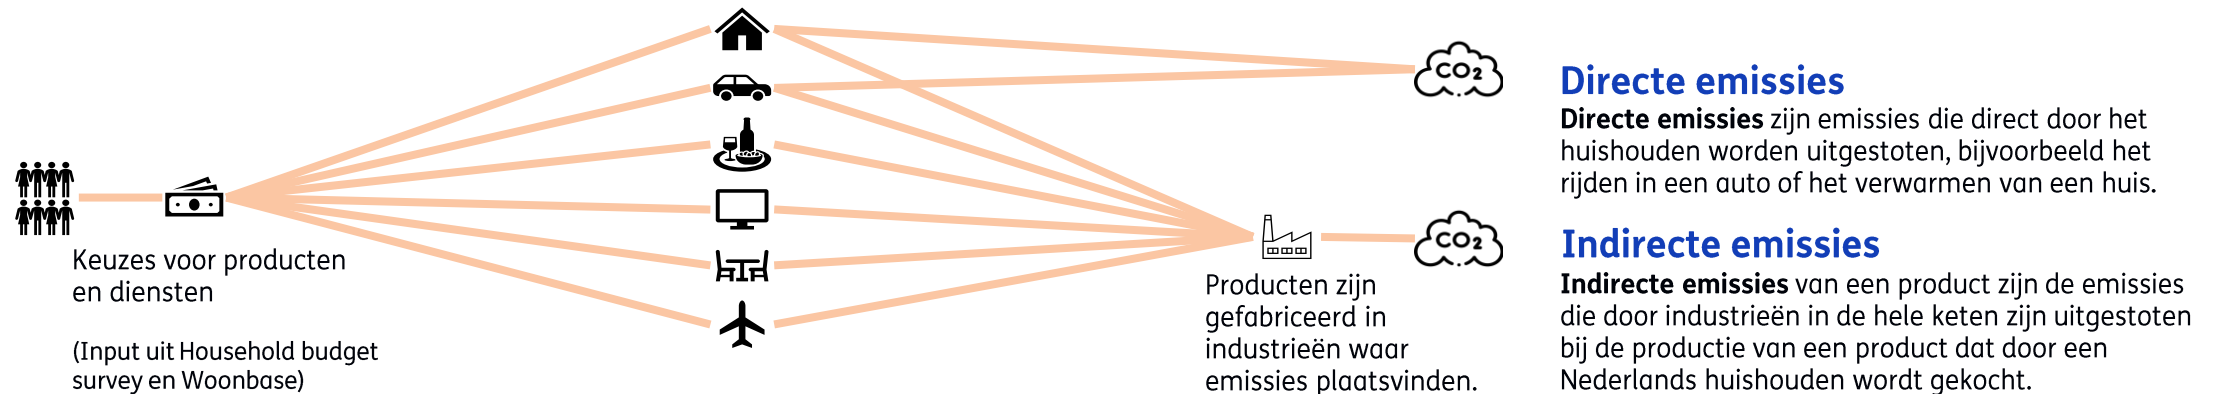 Keuzes voor producten
en diensten
(Input uit Household budget
survey en Woonbase)
CO2
CO2
Producten zijn
gefabriceerd in
industrieën waar
emissies plaatsvinden.
Directe emissies
Directe emissies zijn emissies die direct door het
huishouden worden uitgestoten, bijvoorbeeld het
rijden in een auto of het verwarmen van een huis.
Indirecte emissies
Indirecte emissies van een product zijn de emissies
die door industrieën in de hele keten zijn uitgestoten
bij de productie van een product dat door een
Nederlands huishouden wordt gekocht.